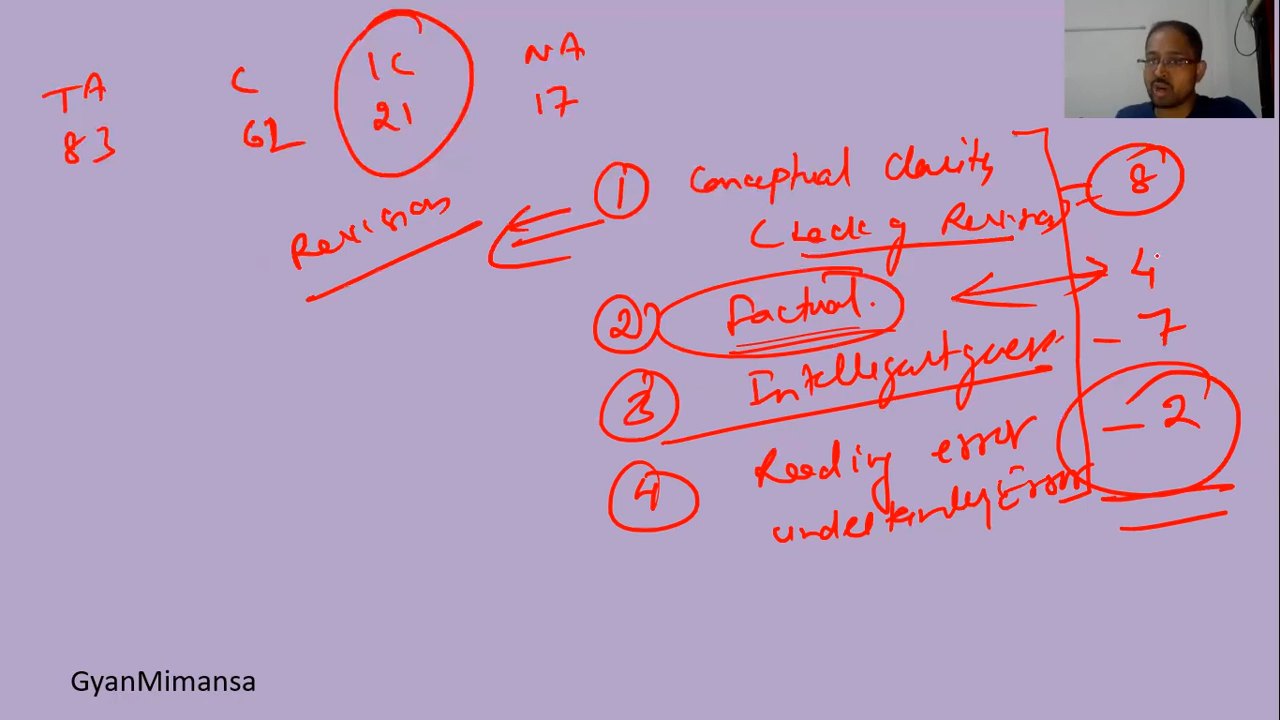 TA C IC NA
83 62 21 17
1 Conceptual Clarity 8
( Lack of Revision
Revision
2) Factual. 4
3 Intelligent guess - 7
4 Reading error - 2
Error
GyanMimansa